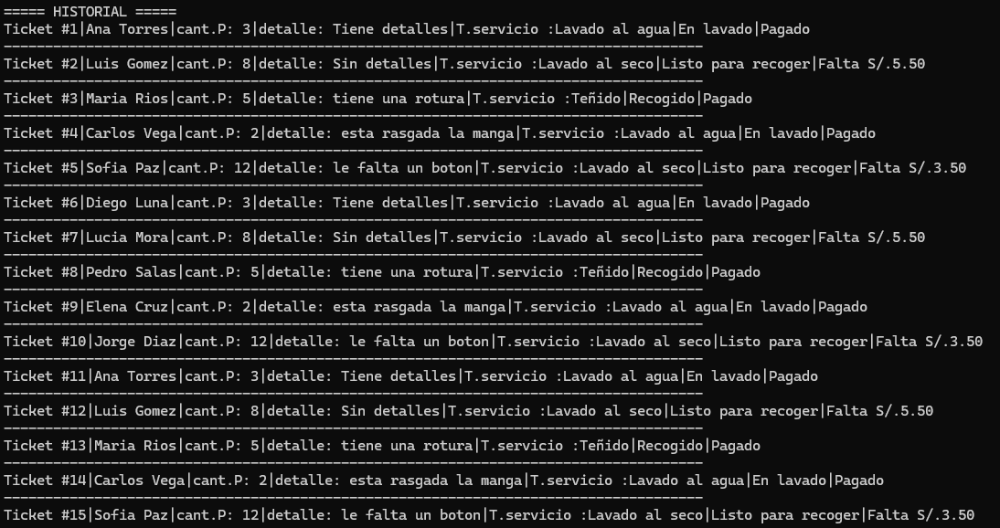 ===== HISTORIAL =====
Ticket #1|Ana Torres|cant.P: 3|detalle: Tiene detalles|T.servicio :Lavado al agua|En lavado|Pagado
-------------------------------------------------------------------------------------
Ticket #2|Luis Gomez|cant.P: 8|detalle: Sin detalles|T.servicio :Lavado al seco|Listo para recoger|Falta S/.5.50
-------------------------------------------------------------------------------------
Ticket #3|Maria Rios|cant.P: 5|detalle: tiene una rotura|T.servicio :Teñido|Recogido|Pagado
-------------------------------------------------------------------------------------
Ticket #4|Carlos Vega|cant.P: 2|detalle: esta rasgada la manga|T.servicio :Lavado al agua|En lavado|Pagado
-------------------------------------------------------------------------------------
Ticket #5|Sofia Paz|cant.P: 12|detalle: le falta un boton|T.servicio :Lavado al seco|Listo para recoger|Falta S/.3.50
-------------------------------------------------------------------------------------
Ticket #6|Diego Luna|cant.P: 3|detalle: Tiene detalles|T.servicio :Lavado al agua|En lavado|Pagado
-------------------------------------------------------------------------------------
Ticket #7|Lucia Mora|cant.P: 8|detalle: Sin detalles|T.servicio :Lavado al seco|Listo para recoger|Falta S/.5.50
-------------------------------------------------------------------------------------
Ticket #8|Pedro Salas|cant.P: 5|detalle: tiene una rotura|T.servicio :Teñido|Recogido|Pagado
-------------------------------------------------------------------------------------
Ticket #9|Elena Cruz|cant.P: 2|detalle: esta rasgada la manga|T.servicio :Lavado al agua|En lavado|Pagado
-------------------------------------------------------------------------------------
Ticket #10|Jorge Diaz|cant.P: 12|detalle: le falta un boton|T.servicio :Lavado al seco|Listo para recoger|Falta S/.3.50
-------------------------------------------------------------------------------------
Ticket #11|Ana Torres|cant.P: 3|detalle: Tiene detalles|T.servicio :Lavado al agua|En lavado|Pagado
-------------------------------------------------------------------------------------
Ticket #12|Luis Gomez|cant.P: 8|detalle: Sin detalles|T.servicio :Lavado al seco|Listo para recoger|Falta S/.5.50
-------------------------------------------------------------------------------------
Ticket #13|Maria Rios|cant.P: 5|detalle: tiene una rotura|T.servicio :Teñido|Recogido|Pagado
-------------------------------------------------------------------------------------
Ticket #14|Carlos Vega|cant.P: 2|detalle: esta rasgada la manga|T.servicio :Lavado al agua|En lavado|Pagado
-------------------------------------------------------------------------------------
Ticket #15|Sofia Paz|cant.P: 12|detalle: le falta un boton|T.servicio :Lavado al seco|Listo para recoger|Falta S/.3.50